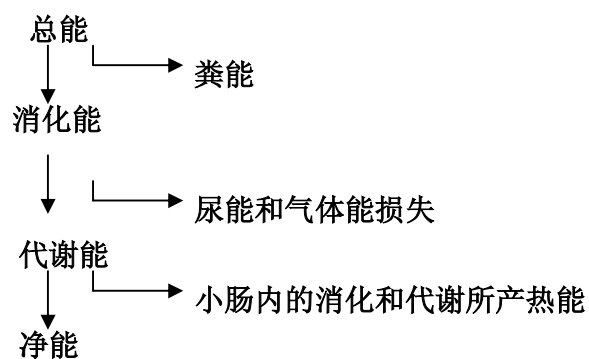 总能
粪能
消化能
尿能和气体能损失
代谢能
小肠内的消化和代谢所产热能
净能